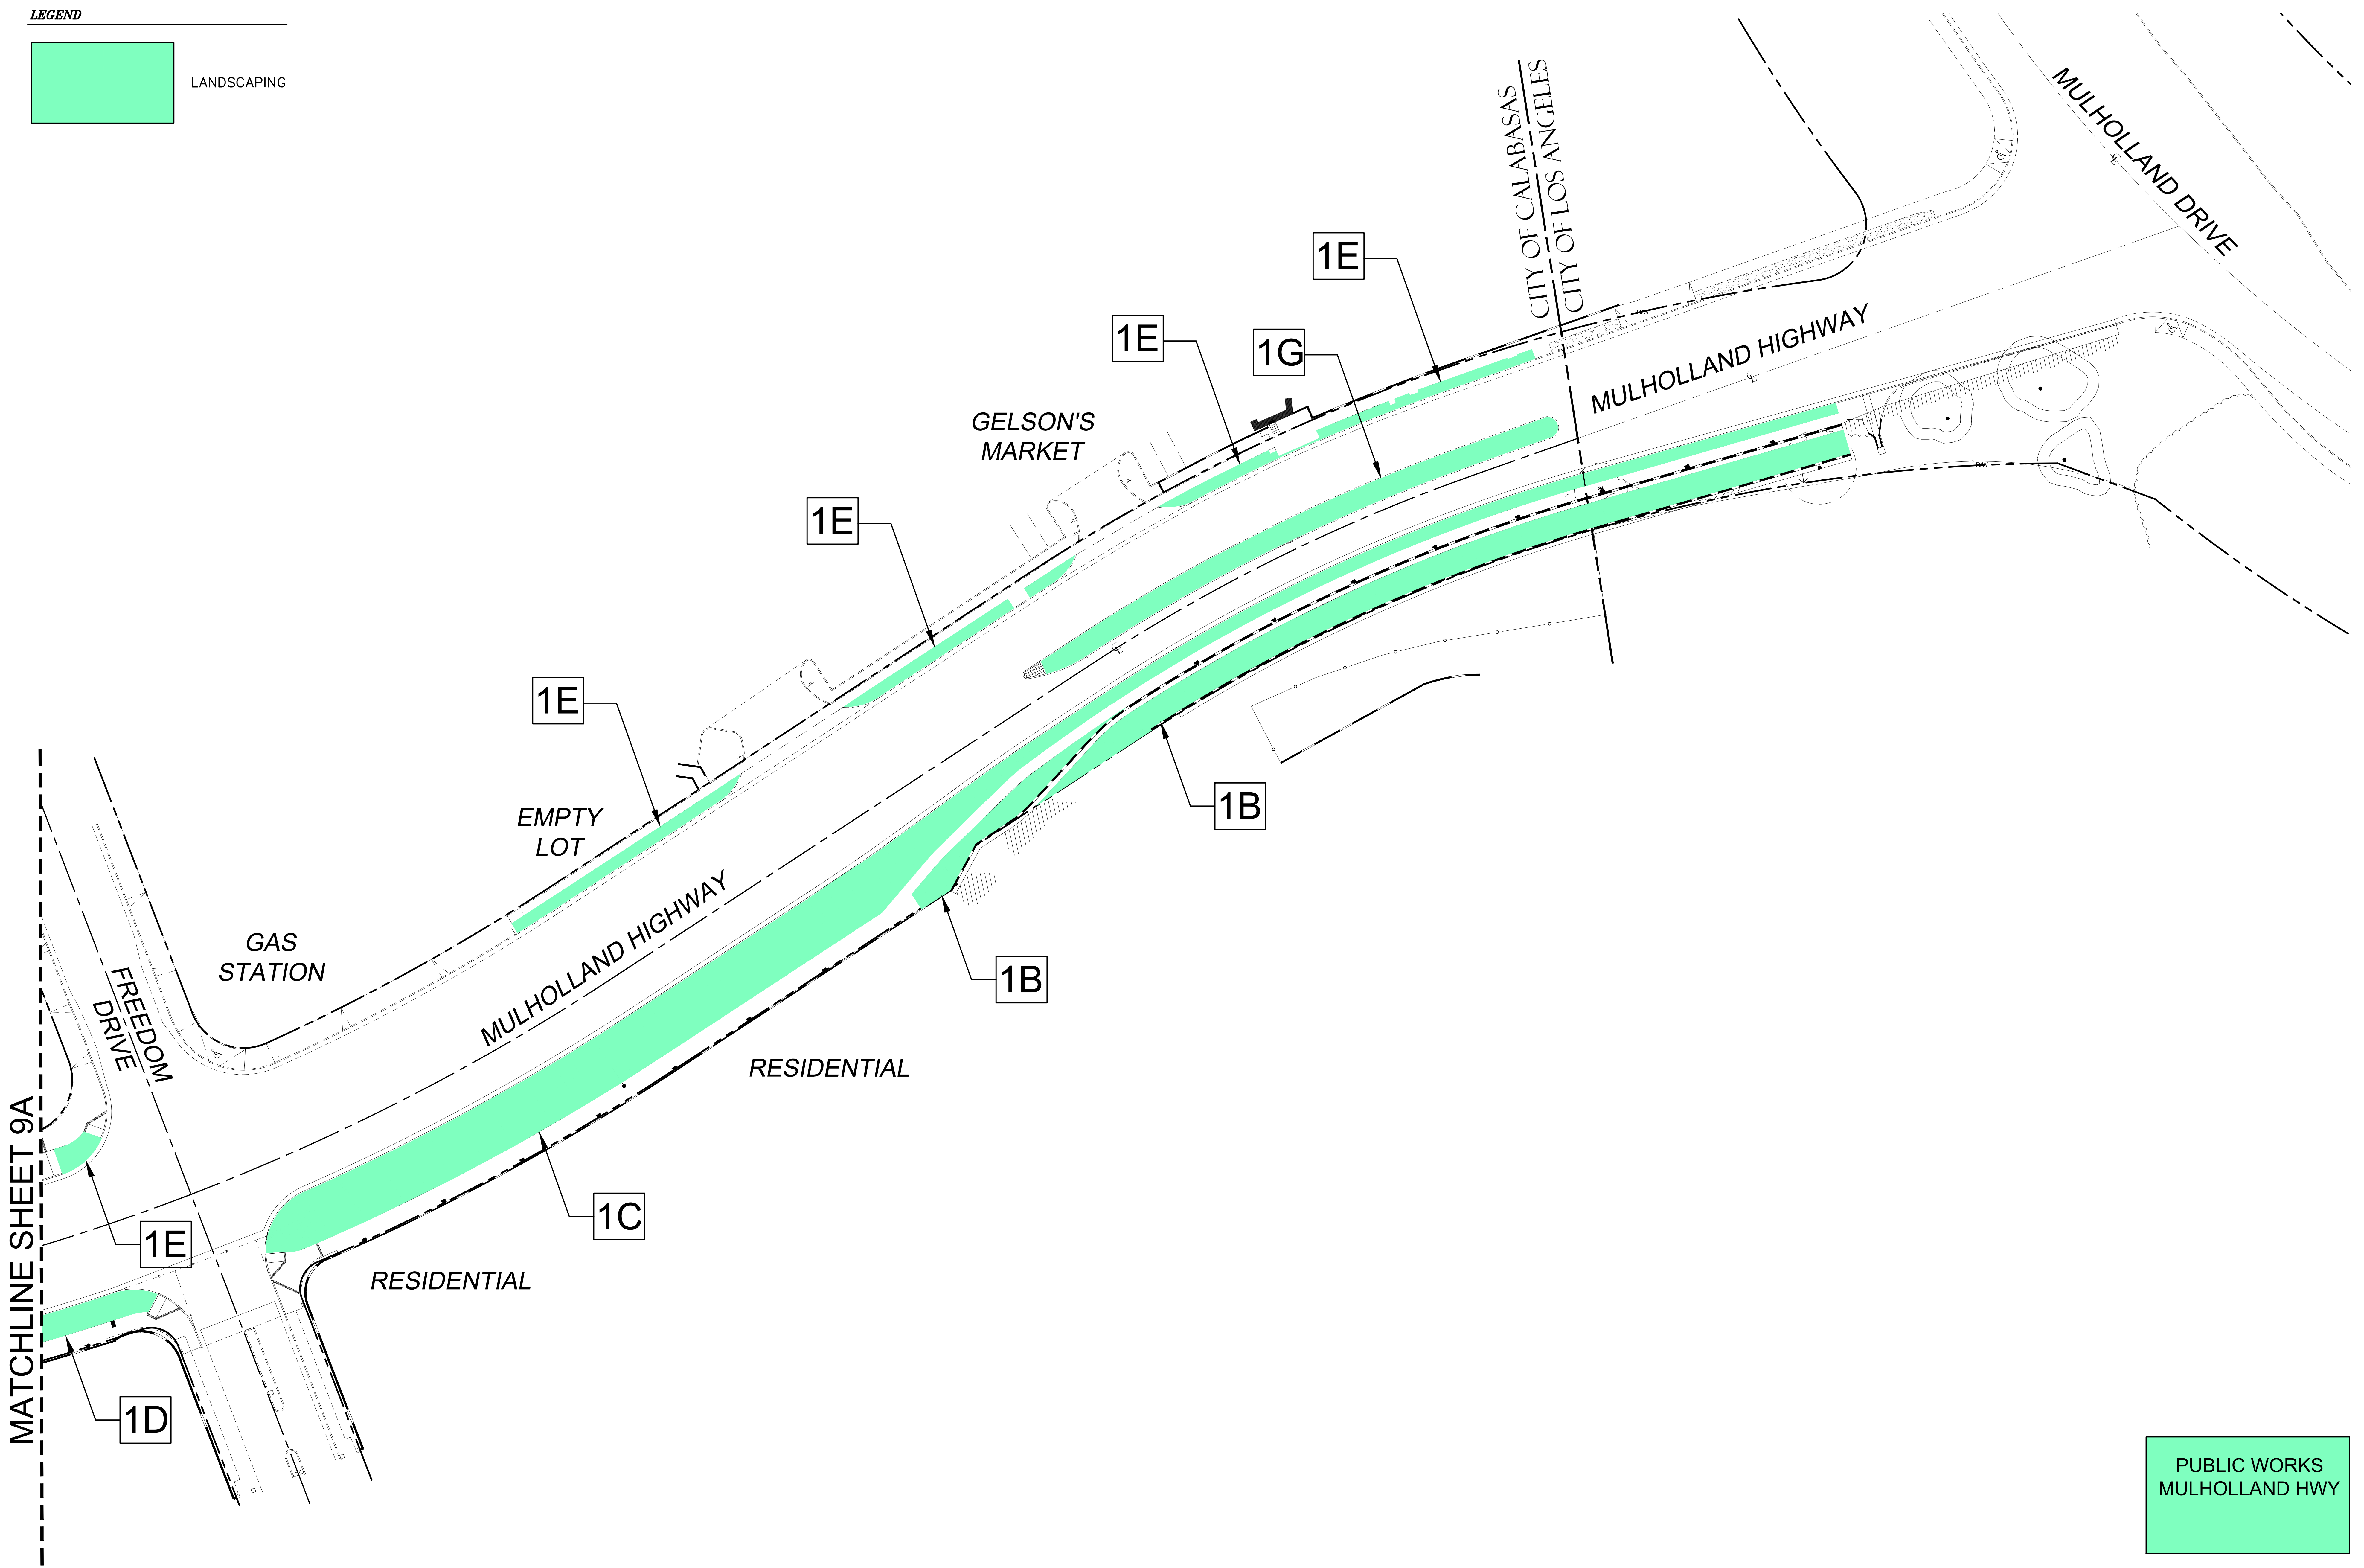 LEGEND
LANDSCAPING
CITY OF CALABASAS
CITY OF LOS ANGELES
MULHOLLAND DRIVE
1E
1E
1G
MULHOLLAND HIGHWAY
GELSON'S
MARKET
1E
1E
EMPTY
LOT
1B
1B
GAS
STATION
MULHOLLAND HIGHWAY
FREEDOM
DRIVE
RESIDENTIAL
1C
RESIDENTIAL
1E
1D
MATCHLINE SHEET 9A
PUBLIC WORKS
MULHOLLAND HWY